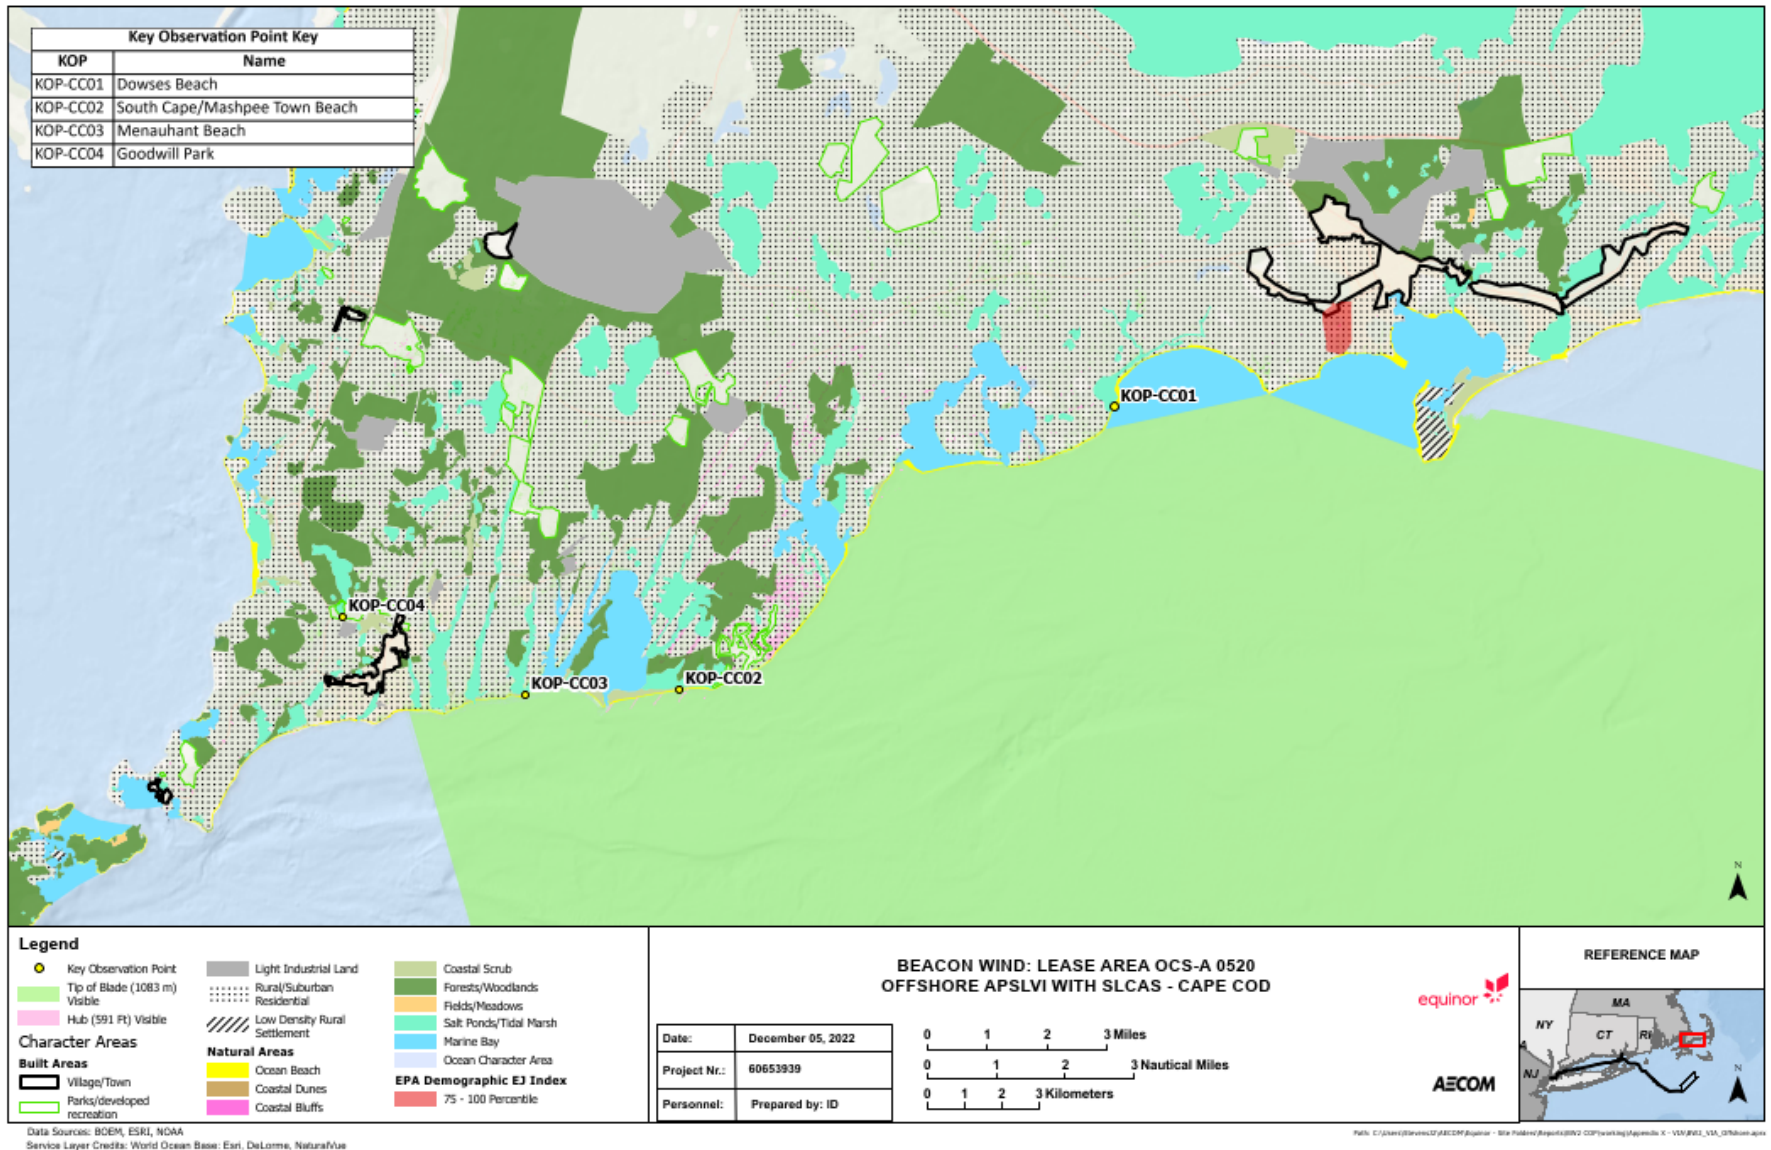 Key Observation Point Key
KOP Name
KOP-CC01 Dowses Beach
KOP-CC02 South Cape/Mashpee Town Beach
KOP-CC03 Menauhant Beach
KOP-CC04 Goodwill Park
KOP-CC01
KOP-CC04
KOP-CC03
KOP-CC02
N
Legend
Key Observation Point
Tip of Blade (1083 m)
Visible
Hub (591 Ft) Visible
Character Areas
Built Areas
Village/Town
Parks/developed
recreation
Light Industrial Land
Rural/Suburban
Residential
Low Density Rural
Settlement
Natural Areas
Ocean Beach
Coastal Dunes
Coastal Bluffs
Coastal Scrub
Forests/Woodlands
Fields/Meadows
Salt Ponds/Tidal Marsh
Marine Bay
Ocean Character Area
EPA Demographic EJ Index
75 - 100 Percentile
BEACON WIND: LEASE AREA OCS-A 0520
OFFSHORE APSLVI WITH SLCAS - CAPE COD
Date: December 05, 2022
Project Nr.: 60653939
Personnel: Prepared by: ID
0 1 2 3 Miles
0 1 2 3 Nautical Miles
0 1 2 3 Kilometers
equinor
AECOM
REFERENCE MAP
MA
NY
CT
RI
A
NJ
N
Data Sources: BOEM, ESRI, NOAA
Service Layer Credits: World Ocean Base: Esri, DeLorme, NaturalVue